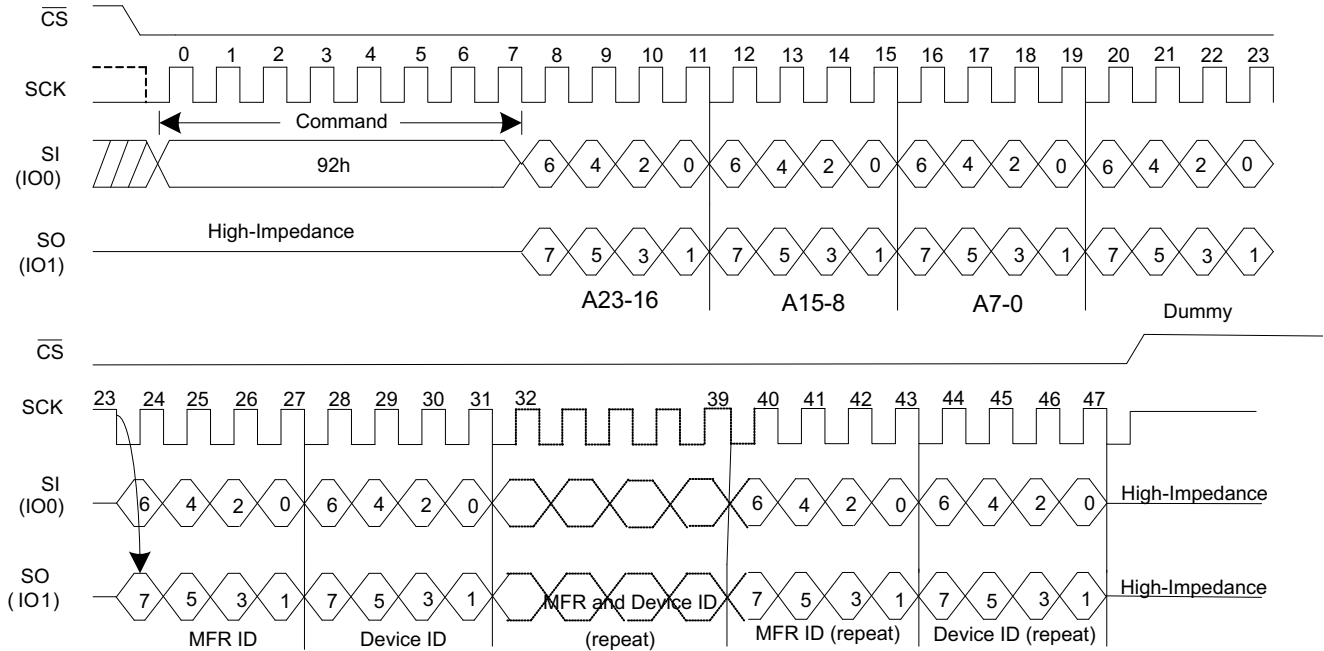 CS
0 1 2 3 4 5 6 7 8 9 10 11 12 13 14 15 16 17 18 19 20 21 22 23
SCK
Command
SI
(IO0)
92h 6 4 2 0 6 4 2 0 6 4 2 0 6 4 2 0
High-Impedance
SO
(IO1)
7 5 3 1 7 5 3 1 7 5 3 1 7 5 3 1
A23-16 A15-8 A7-0
Dummy
CS
23 24 25 26 27 28 29 30 31 32 39 40 41 42 43 44 45 46 47
SCK
SI
(IO0)
6 4 2 0 6 4 2 0 6 4 2 0 6 4 2 0 High-Impedance
SO
(IO1)
7 5 3 1 7 5 3 1 MFR and Device ID 7 5 3 1 7 5 3 1 High-Impedance
MFR ID Device ID (repeat) MFR ID (repeat) Device ID (repeat)